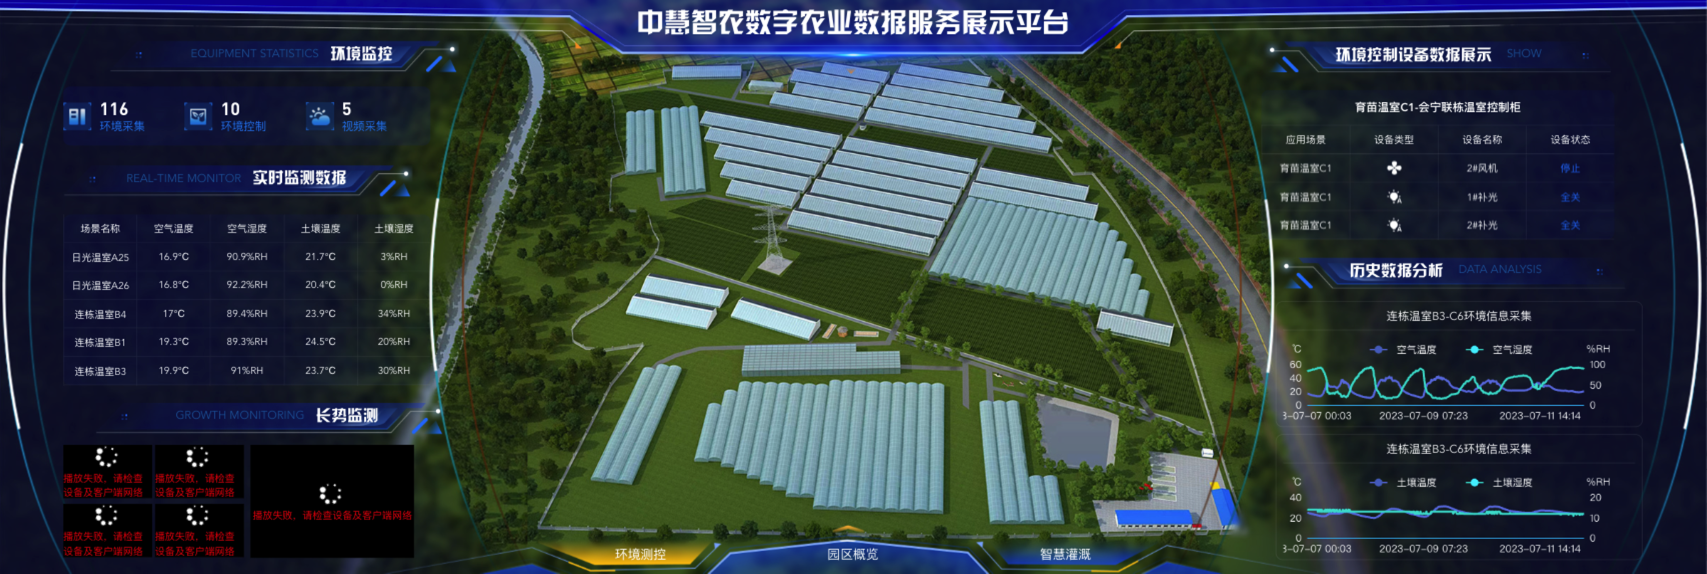 中慧智农数字农业数据服务展示平台
EQUIPMENT STATISTICS 环境监控
116
环境采集
10
环境控制
5
视频采集
REAL-TIME MONITOR 实时监测数据
场景名称 空气温度 空气湿度 土壤温度 土壤湿度
日光温室A25 16.9°C 90.9%RH 21.7°C 3%RH
日光温室A26 16.8°C 92.2%RH 20.4°C 0%RH
连栋温室B4 17°C 89.4%RH 23.9°C 34%RH
连栋温室B1 19.3°C 89.3%RH 24.5°C 20%RH
连栋温室B3 19.9°C 91%RH 23.7°C 30%RH
GROWTH MONITORING 长势监测
播放失败，请检查
设备及客户端网络
播放失败，请检查
设备及客户端网络
播放失败，请检查
设备及客户端网络
播放失败，请检查
设备及客户端网络
播放失败，请检查设备及客户端网络
环境测控
园区概览
智慧灌溉
环境控制设备数据展示 SHOW
育苗温室C1-会宁联栋温室控制柜
应用场景 设备类型 设备名称 设备状态
育苗温室C1 2#风机 停止
育苗温室C1 1#补光 全关
育苗温室C1 2#补光 全关
历史数据分析 DATA ANALYSIS
连栋温室B3-C6环境信息采集
℃ 空气温度 空气湿度 %RH
60 100
40 50
20
0 0
3-07-07 00:03 2023-07-09 07:23 2023-07-11 14:14
连栋温室B3-C6环境信息采集
℃ 土壤温度 土壤湿度 %RH
40 20
20 10
0 0
3-07-07 00:03 2023-07-09 07:23 2023-07-11 14:14